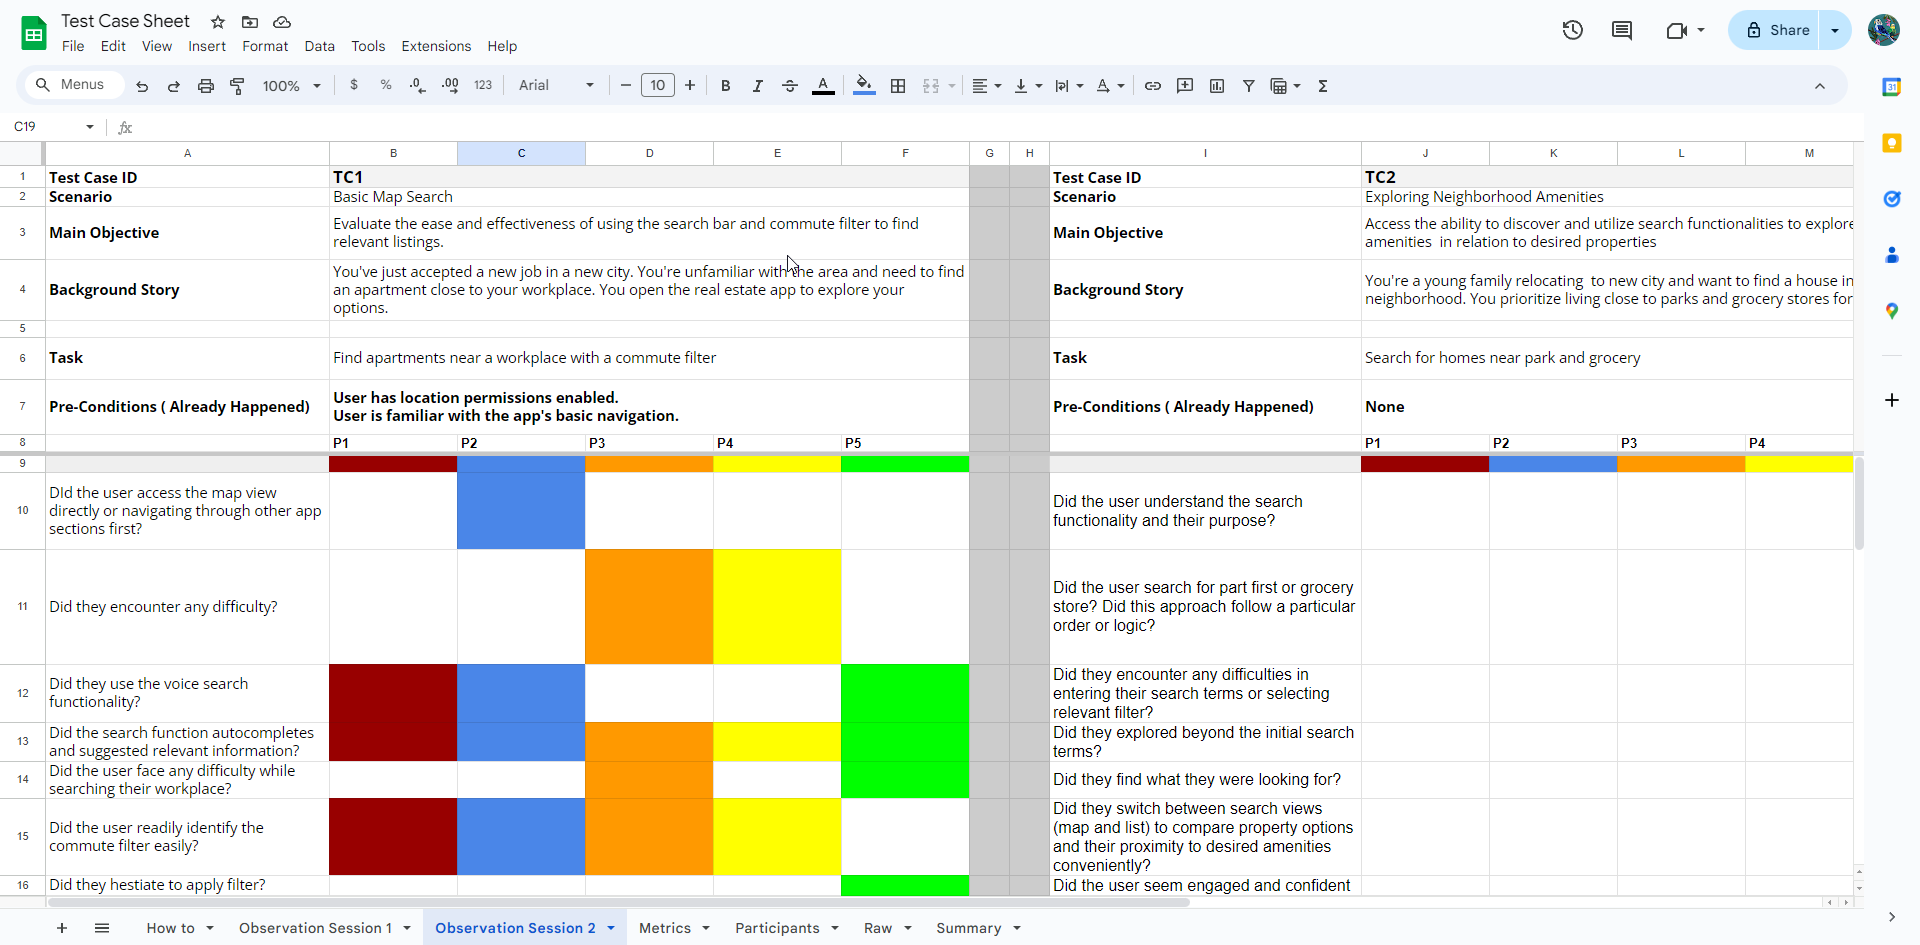 Test Case Sheet
File Edit View Insert Format Data Tools Extensions Help
Share
Menus
100%
$ % .0 .00 123
Arial
10
B I A
Σ
31
C19
fx
A B C D E F G H I J K L M
1 Test Case ID TC1 Test Case ID TC2
2 Scenario Basic Map Search Scenario Exploring Neighborhood Amenities
3 Main Objective
Evaluate the ease and effectiveness of using the search bar and commute filter to find
relevant listings.
Main Objective
Access the ability to discover and utilize search functionalities to explore
amenities in relation to desired properties
4 Background Story
You've just accepted a new job in a new city. You're unfamiliar with the area and need to find
an apartment close to your workplace. You open the real estate app to explore your
options.
Background Story
You're a young family relocating to new city and want to find a house in
neighborhood. You prioritize living close to parks and grocery stores for
5
6 Task Find apartments near a workplace with a commute filter Task Search for homes near park and grocery
7 Pre-Conditions ( Already Happened)
User has location permissions enabled.
User is familiar with the app's basic navigation.
Pre-Conditions ( Already Happened) None
8 P1 P2 P3 P4 P5 P1 P2 P3 P4
9
10
DId the user access the map view
directly or navigating through other app
sections first?
Did the user understand the search
functionality and their purpose?
11 Did they encounter any difficulty?
Did the user search for part first or grocery
store? Did this approach follow a particular
order or logic?
12
Did they use the voice search
functionality?
Did they encounter any difficulties in
entering their search terms or selecting
relevant filter?
13
Did the search function autocompletes
and suggested relevant information?
Did they explored beyond the initial search
terms?
14
Did the user face any difficulty while
searching their workplace?
Did they find what they were looking for?
15
Did the user readily identify the
commute filter easily?
Did they switch between search views
(map and list) to compare property options
and their proximity to desired amenities
conveniently?
16 Did they hestiate to apply filter? Did the user seem engaged and confident
How to Observation Session 1 Observation Session 2 Metrics Participants Raw Summary